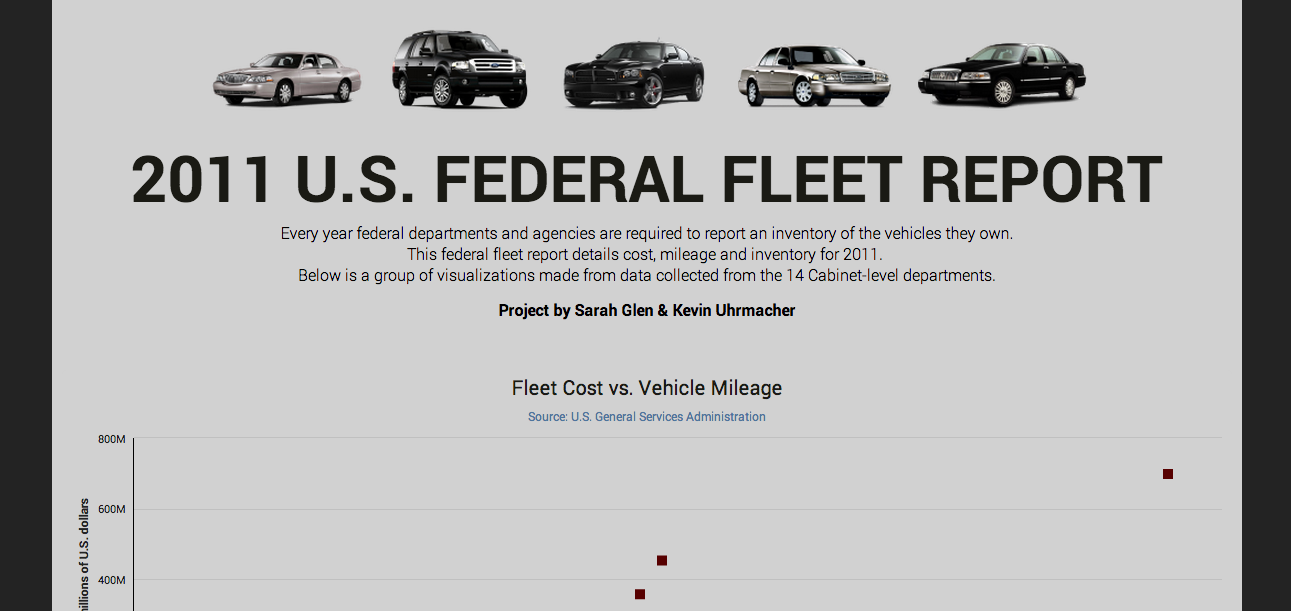 2011 U.S. FEDERAL FLEET REPORT
Every year federal departments and agencies are required to report an inventory of the vehicles they own.
This federal fleet report details cost, mileage and inventory for 2011.
Below is a group of visualizations made from data collected from the 14 Cabinet-level departments.
Project by Sarah Glen & Kevin Uhrmacher
Fleet Cost vs. Vehicle Mileage
Source: U.S. General Services Administration
800M
600M
400M
of U.S. dollars